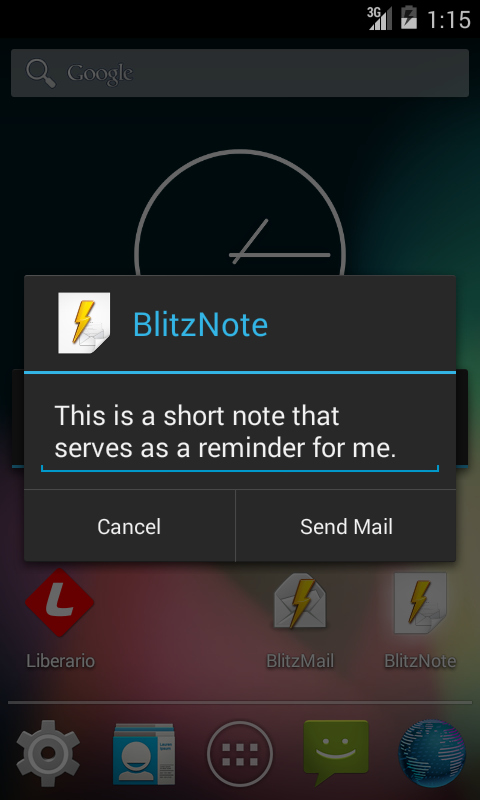 3G 1:15
Google
BlitzNote
This is a short note that
serves as a reminder for me.
Cancel Send Mail
Liberario BlitzMail BlitzNote